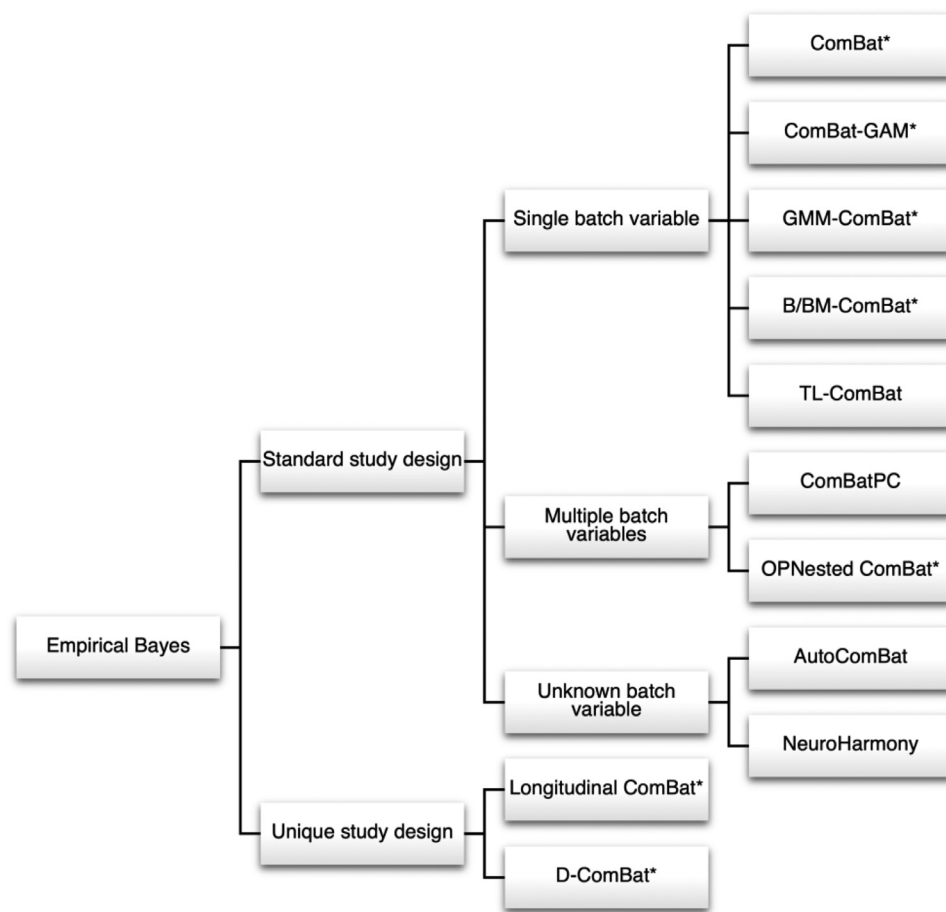 ComBat*
ComBat-GAM*
Single batch variable
GMM-ComBat*
B/BM-ComBat*
TL-ComBat
Standard study design
ComBatPC
Multiple batch
variables
OPNested ComBat*
Empirical Bayes
AutoComBat
Unknown batch
variable
NeuroHarmony
Longitudinal ComBat*
Unique study design
D-ComBat*